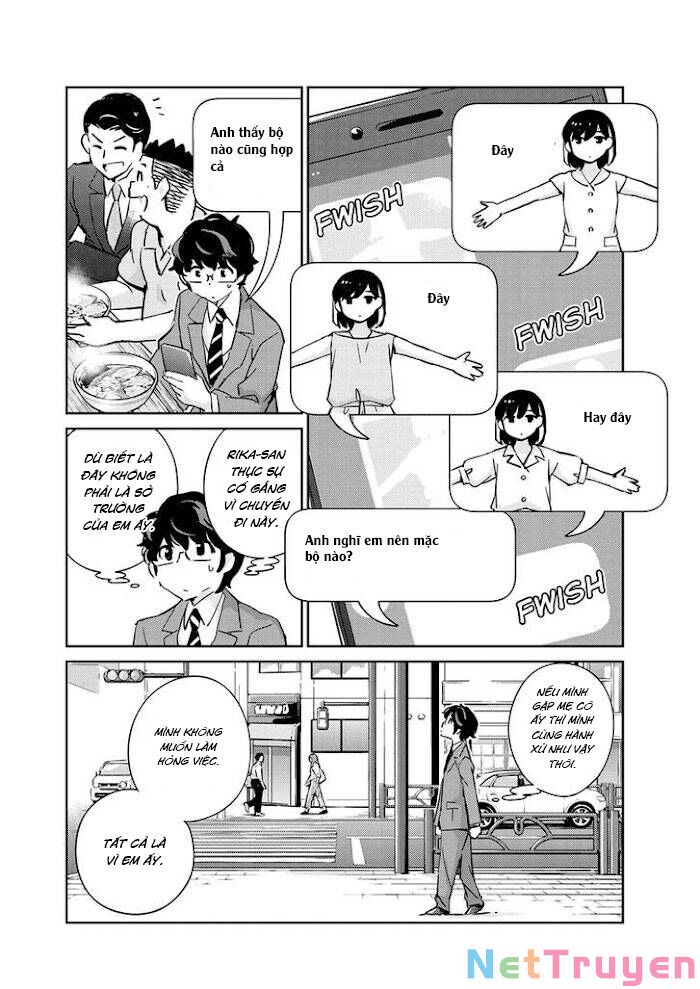 Đây
FWISH
Đây
FWISH
Hay đây
Anh nghĩ em nên mặc
bộ nào?
FWISH
Anh thấy bộ
nào cũng hợp
cả
RIKA-SAN
THỰC SỰ
CỐ GẮNG
VÌ CHUYẾN
ĐI NÀY.
DÙ BIẾT LÀ
ĐÂY KHÔNG
PHẢI LÀ SỞ
TRƯỜNG
CỦA EM ẤY.
NẾU MÌNH
GẶP MẸ CÔ
ẤY THÌ MÌNH
CŨNG HÀNH
XỬ NHƯ VẬY
THÔI.
MÌNH KHÔNG
MUỐN LÀM
HỎNG VIỆC.
TẤT CẢ LÀ
VÌ EM ẤY.
NetTruyen